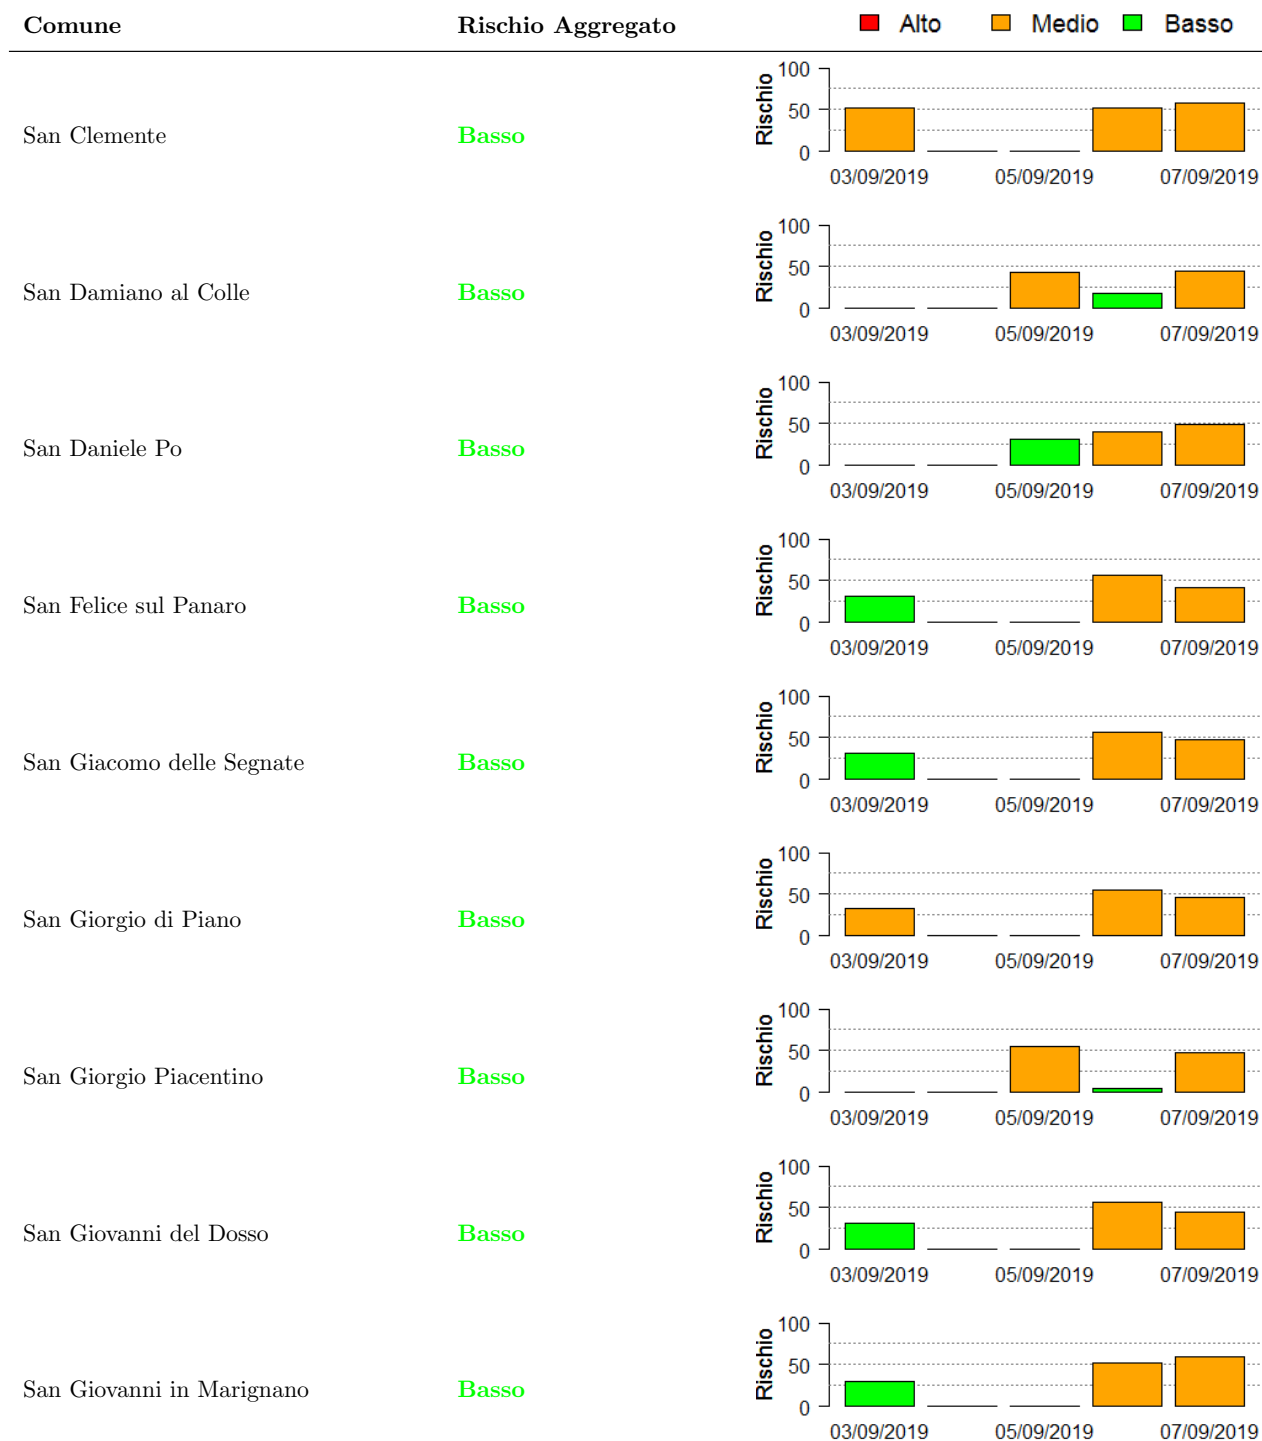 Comune Rischio Aggregato Alto Medio Basso
San Clemente Basso Rischio 100 50 0
03/09/2019 05/09/2019 07/09/2019
San Damiano al Colle Basso Rischio 100 50 0
03/09/2019 05/09/2019 07/09/2019
San Daniele Po Basso Rischio 100 50 0
03/09/2019 05/09/2019 07/09/2019
San Felice sul Panaro Basso Rischio 100 50 0
03/09/2019 05/09/2019 07/09/2019
San Giacomo delle Segnate Basso Rischio 100 50 0
03/09/2019 05/09/2019 07/09/2019
San Giorgio di Piano Basso Rischio 100 50 0
03/09/2019 05/09/2019 07/09/2019
San Giorgio Piacentino Basso Rischio 100 50 0
03/09/2019 05/09/2019 07/09/2019
San Giovanni del Dosso Basso Rischio 100 50 0
03/09/2019 05/09/2019 07/09/2019
San Giovanni in Marignano Basso Rischio 100 50 0
03/09/2019 05/09/2019 07/09/2019